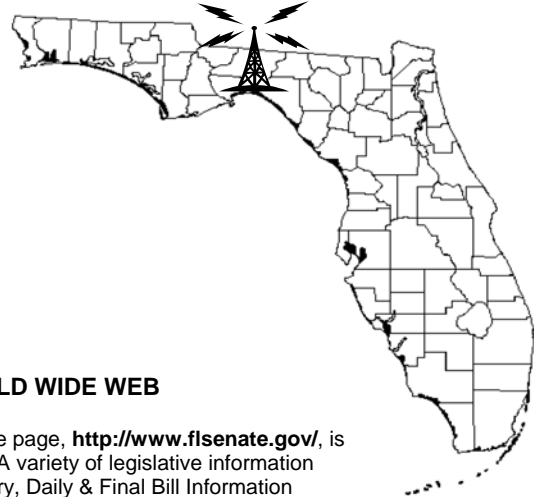 LD WIDE WEB
e page, http://www.flsenate.gov/, is
A variety of legislative information
ry, Daily & Final Bill Information